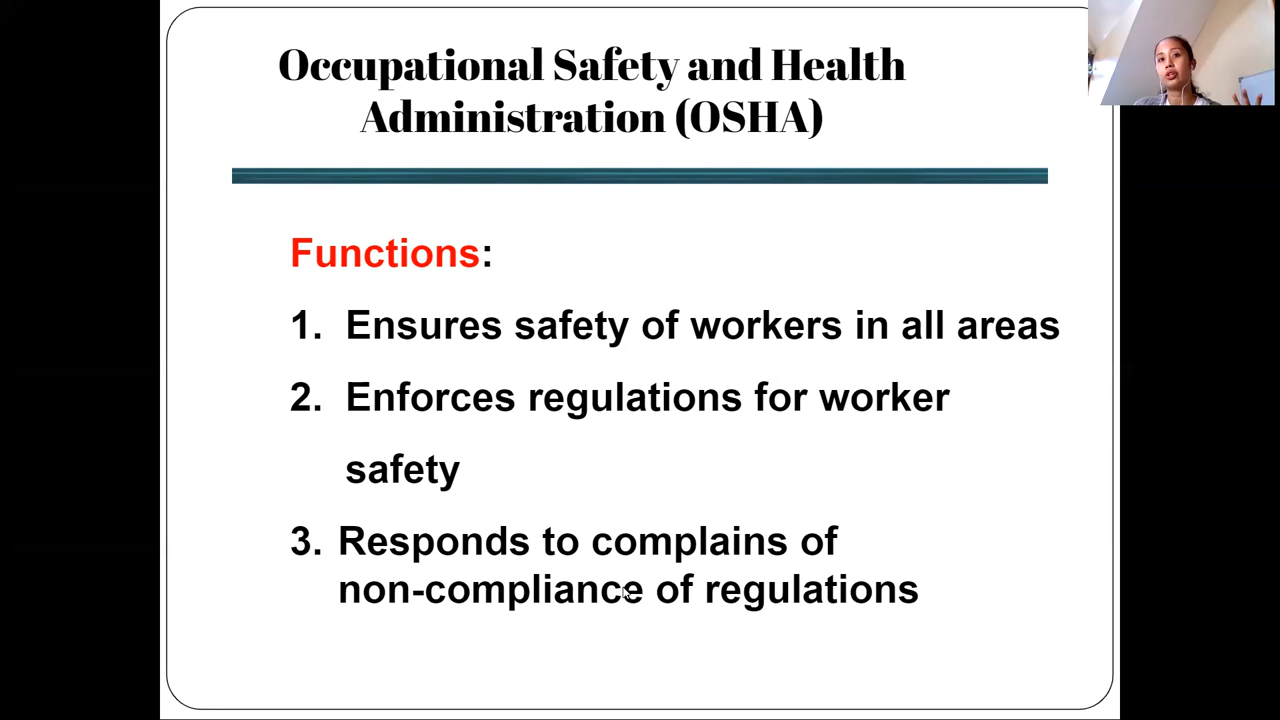 Occupational Safety and Health
Administration (OSHA)
Functions:
1. Ensures safety of workers in all areas
2. Enforces regulations for worker
safety
3. Responds to complains of
non-compliance of regulations